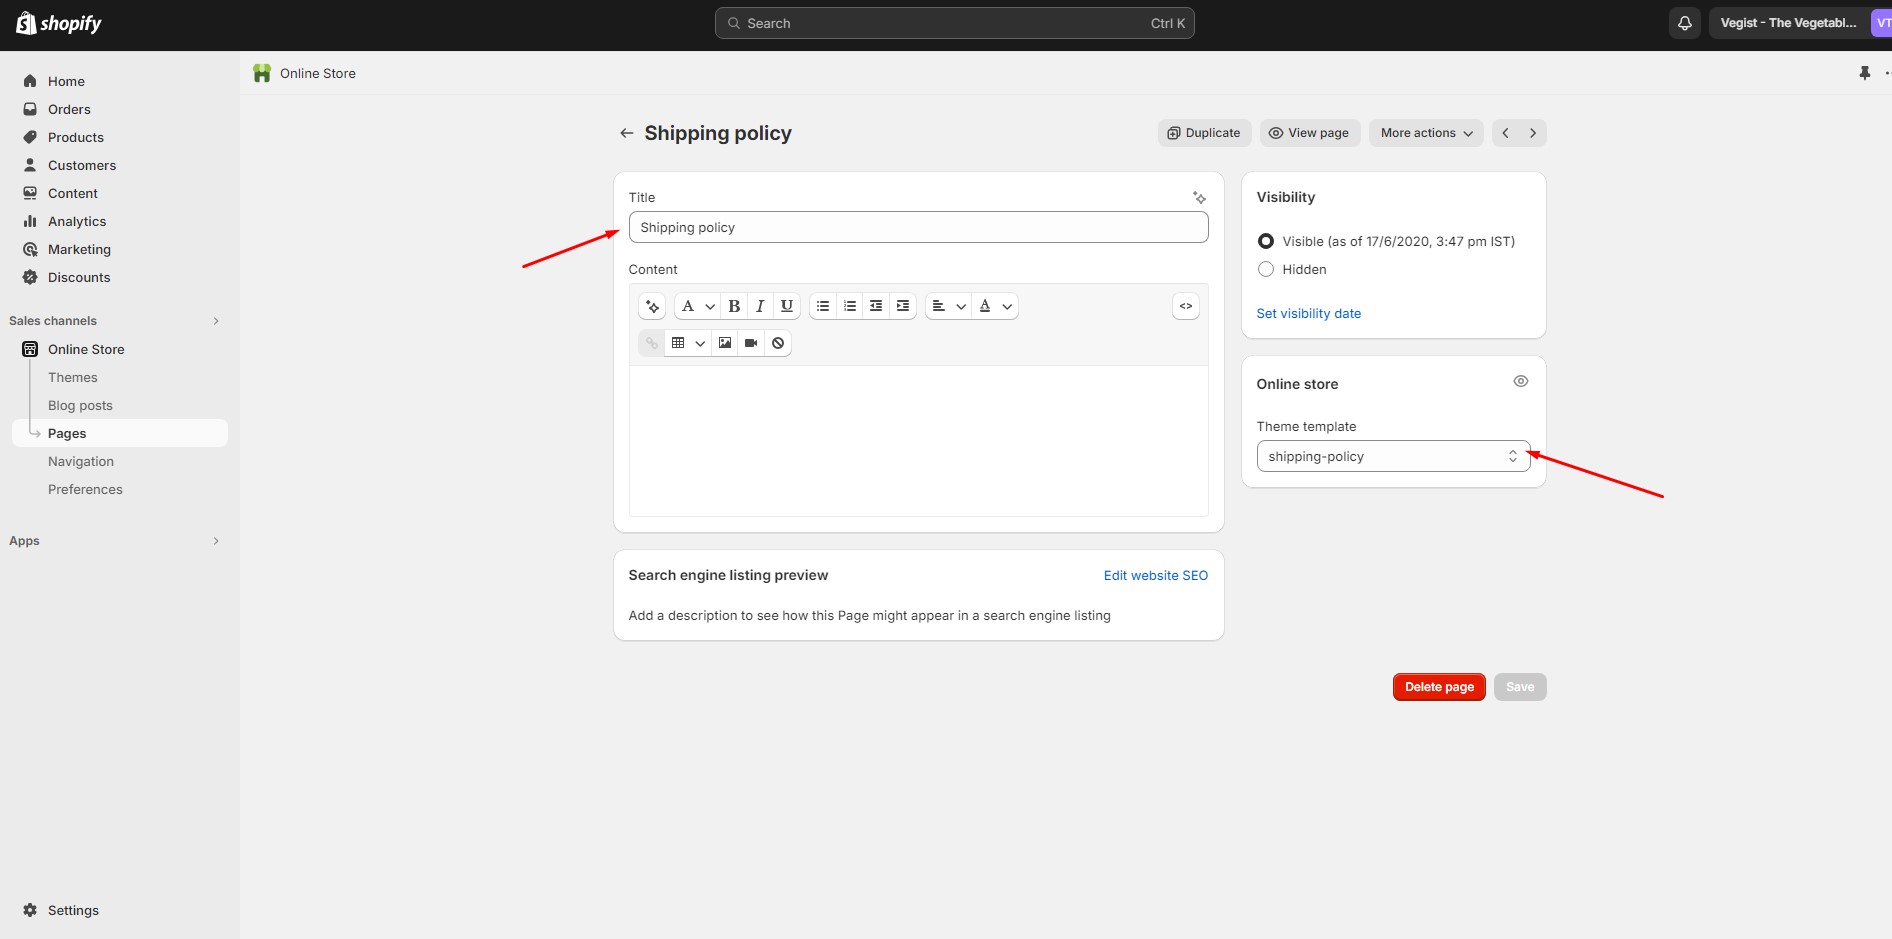 shopify
Search
Ctrl K
Vegist - The Vegetabl...
VT
Home
Orders
Products
Customers
Content
Analytics
Marketing
Discounts
Sales channels
Online Store
Themes
Blog posts
Pages
Navigation
Preferences
Apps
Settings
Online Store
Shipping policy
Duplicate
View page
More actions
Title
Shipping policy
Content
A B I U A <>
Search engine listing preview
Edit website SEO
Add a description to see how this Page might appear in a search engine listing
Visibility
Visible (as of 17/6/2020, 3:47 pm IST)
Hidden
Set visibility date
Online store
Theme template
shipping-policy
Delete page
Save